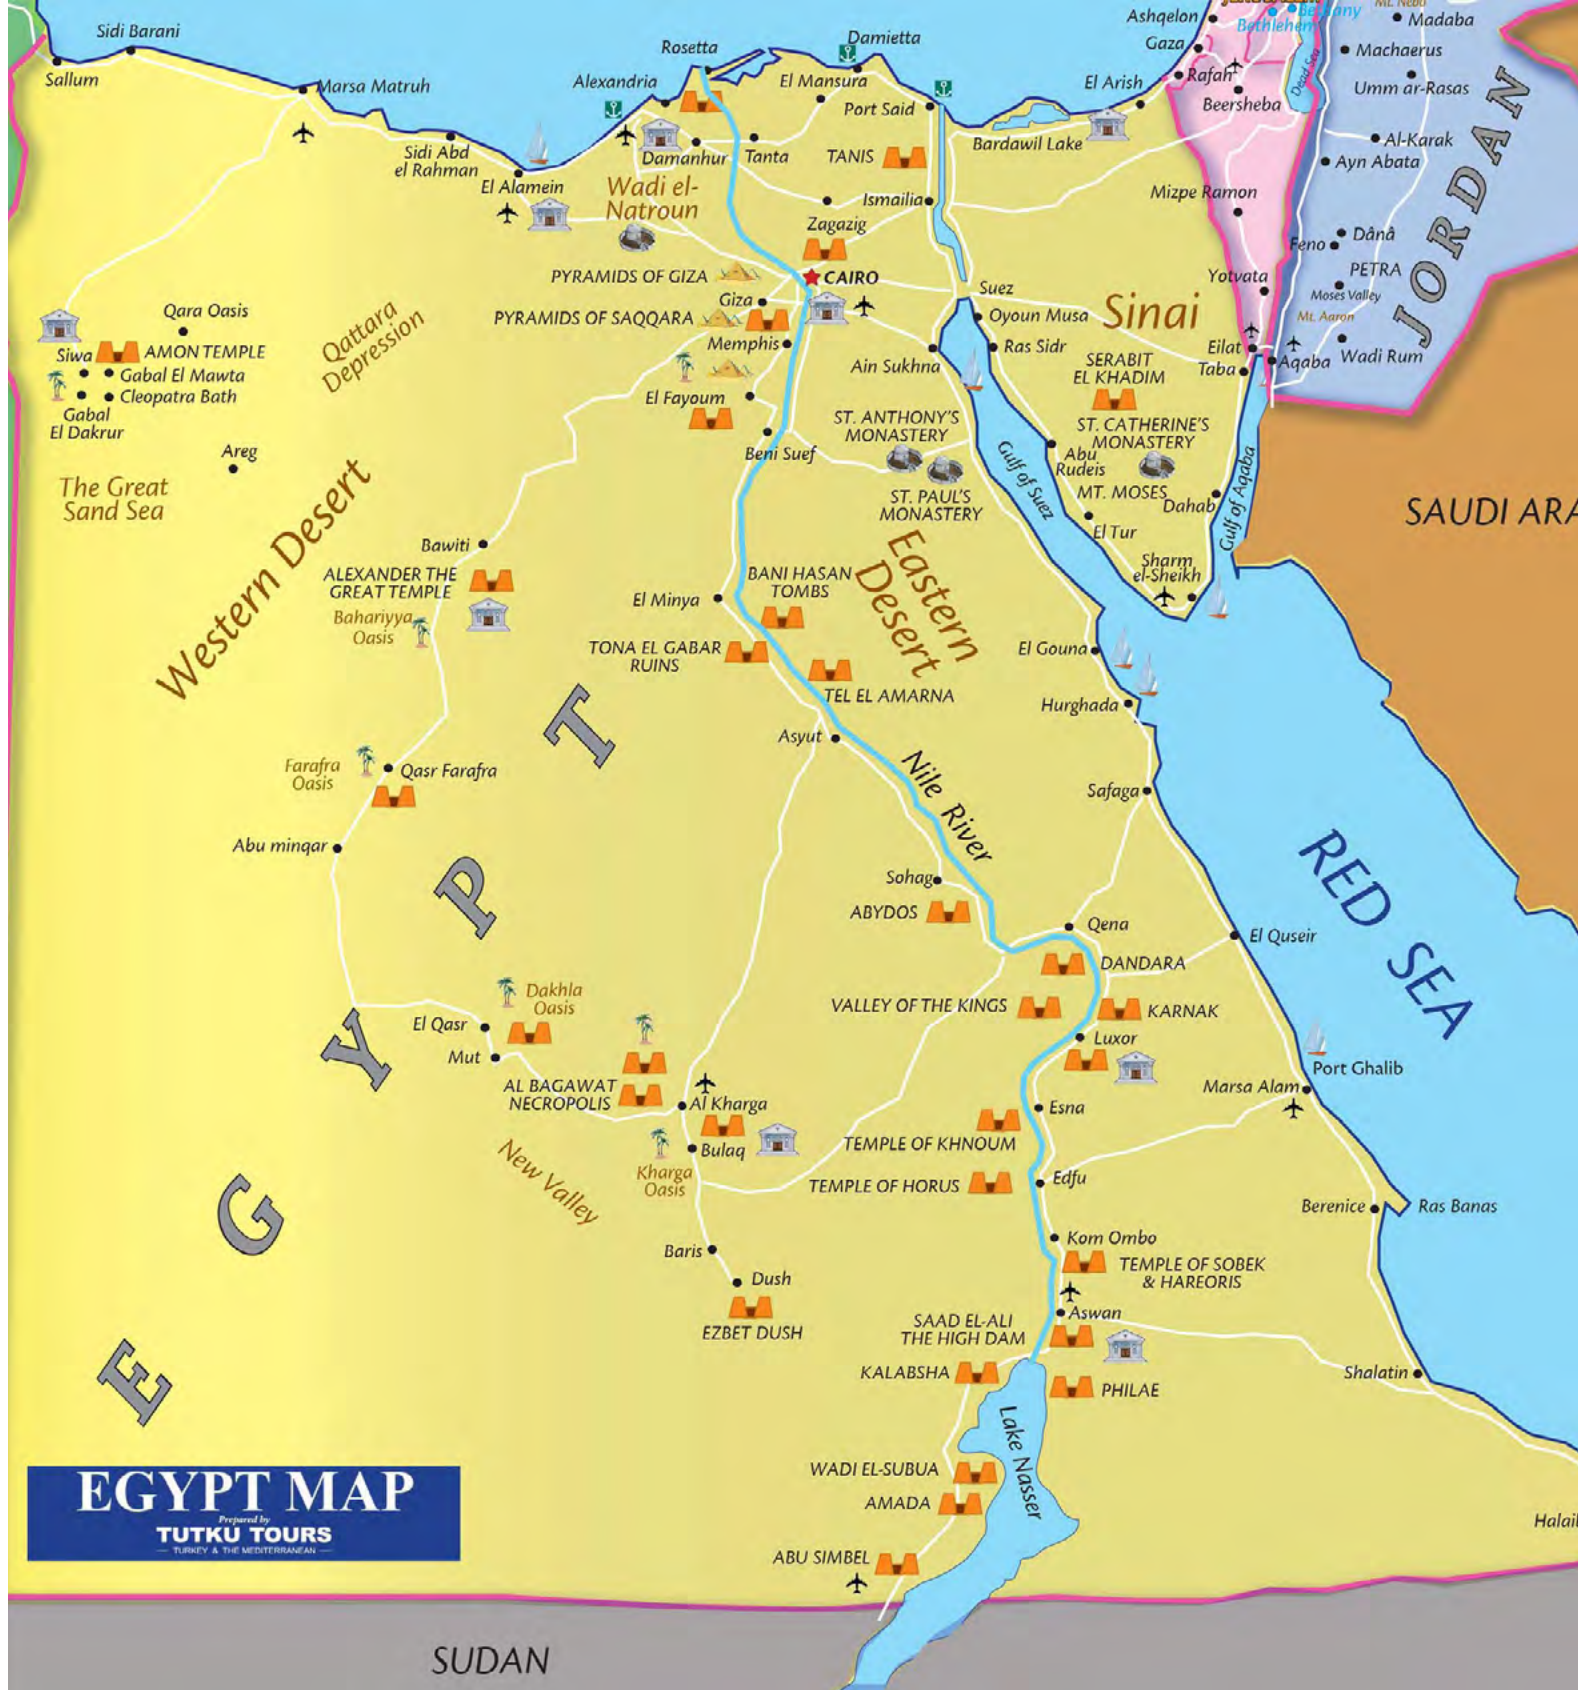 Sidi Barani
Sallum
Marsa Matruh
Sidi Abd
el Rahman
El Alamein
Alexandria
Rosetta
Damanhur
Tanta
El Mansura
Damietta
Port Said
TANIS
Ismailia
Zagazig
Wadi el-
Natroun
Bardawil Lake
El Arish
Rafah
Gaza
Ashqelon
Bethlehem
Bethany
Dead Sea
Beersheba
Mizpe Ramon
Yotvata
Eilat
Taba
Mt. Nebo
Madaba
Machaerus
Umm ar-Rasas
Al-Karak
Ayn Abata
Dânâ
Feno
PETRA
Moses Valley
Mt. Aaron
Wadi Rum
Aqaba
JORDAN
SAUDI ARA
PYRAMIDS OF GIZA
CAIRO
Giza
PYRAMIDS OF SAQQARA
Memphis
El Fayoum
Beni Suef
Suez
Oyoun Musa
Ras Sidr
Ain Sukhna
Sinai
SERABIT
EL KHADIM
ST. CATHERINE'S
MONASTERY
ST. ANTHONY'S
MONASTERY
ST. PAUL'S
MONASTERY
Abu
Rudeis
MT. MOSES
El Tur
Dahab
Sharm
el-Sheikh
Gulf of Suez
Gulf of Aqaba
Qara Oasis
Siwa
AMON TEMPLE
Gabal El Mawta
Cleopatra Bath
Gabal
El Dakrur
Areg
The Great
Sand Sea
Qattara
Depression
Western Desert
Bawiti
ALEXANDER THE
GREAT TEMPLE
Bahariyya
Oasis
El Minya
BANI HASAN
TOMBS
TONA EL GABAR
RUINS
TEL EL AMARNA
Eastern
Desert
El Gouna
Hurghada
Safaga
Asyut
Nile River
Farafra
Oasis
Qasr Farafra
Abu minqar
Sohag
ABYDOS
Qena
El Quseir
DANDARA
VALLEY OF THE KINGS
KARNAK
Luxor
RED SEA
Dakhla
Oasis
El Qasr
Mut
AL BAGAWAT
NECROPOLIS
Al Kharga
Bulaq
Kharga
Oasis
New Valley
Esna
TEMPLE OF KHNOUM
TEMPLE OF HORUS
Edfu
Port Ghalib
Marsa Alam
Berenice
Ras Banas
Baris
Dush
EZBET DUSH
Kom Ombo
TEMPLE OF SOBEK
& HAREORIS
SAAD EL-ALI
THE HIGH DAM
Aswan
KALABSHA
PHILAE
Shalatin
Lake Nasser
WADI EL-SUBUA
AMADA
ABU SIMBEL
Halaib
EGYPT
EGYPT MAP
Prepared by
TUTKU TOURS
TURKEY & THE MEDITERRANEAN
SUDAN